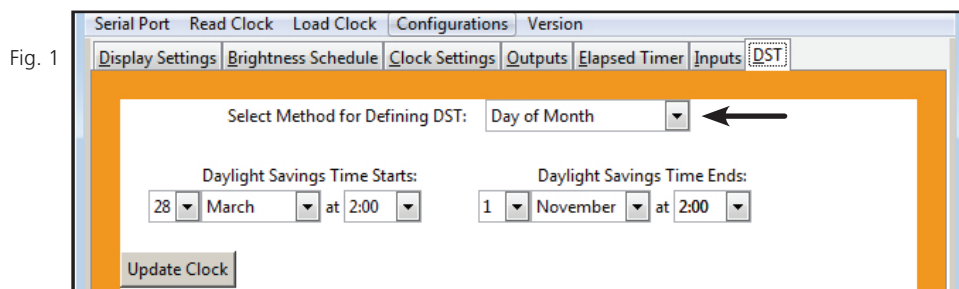 Serial Port Read Clock Load Clock Configurations Version
Fig. 1
Display Settings Brightness Schedule Clock Settings Outputs Elapsed Timer Inputs DST
Select Method for Defining DST: Day of Month
Daylight Savings Time Starts: Daylight Savings Time Ends:
28 March at 2:00 1 November at 2:00
Update Clock